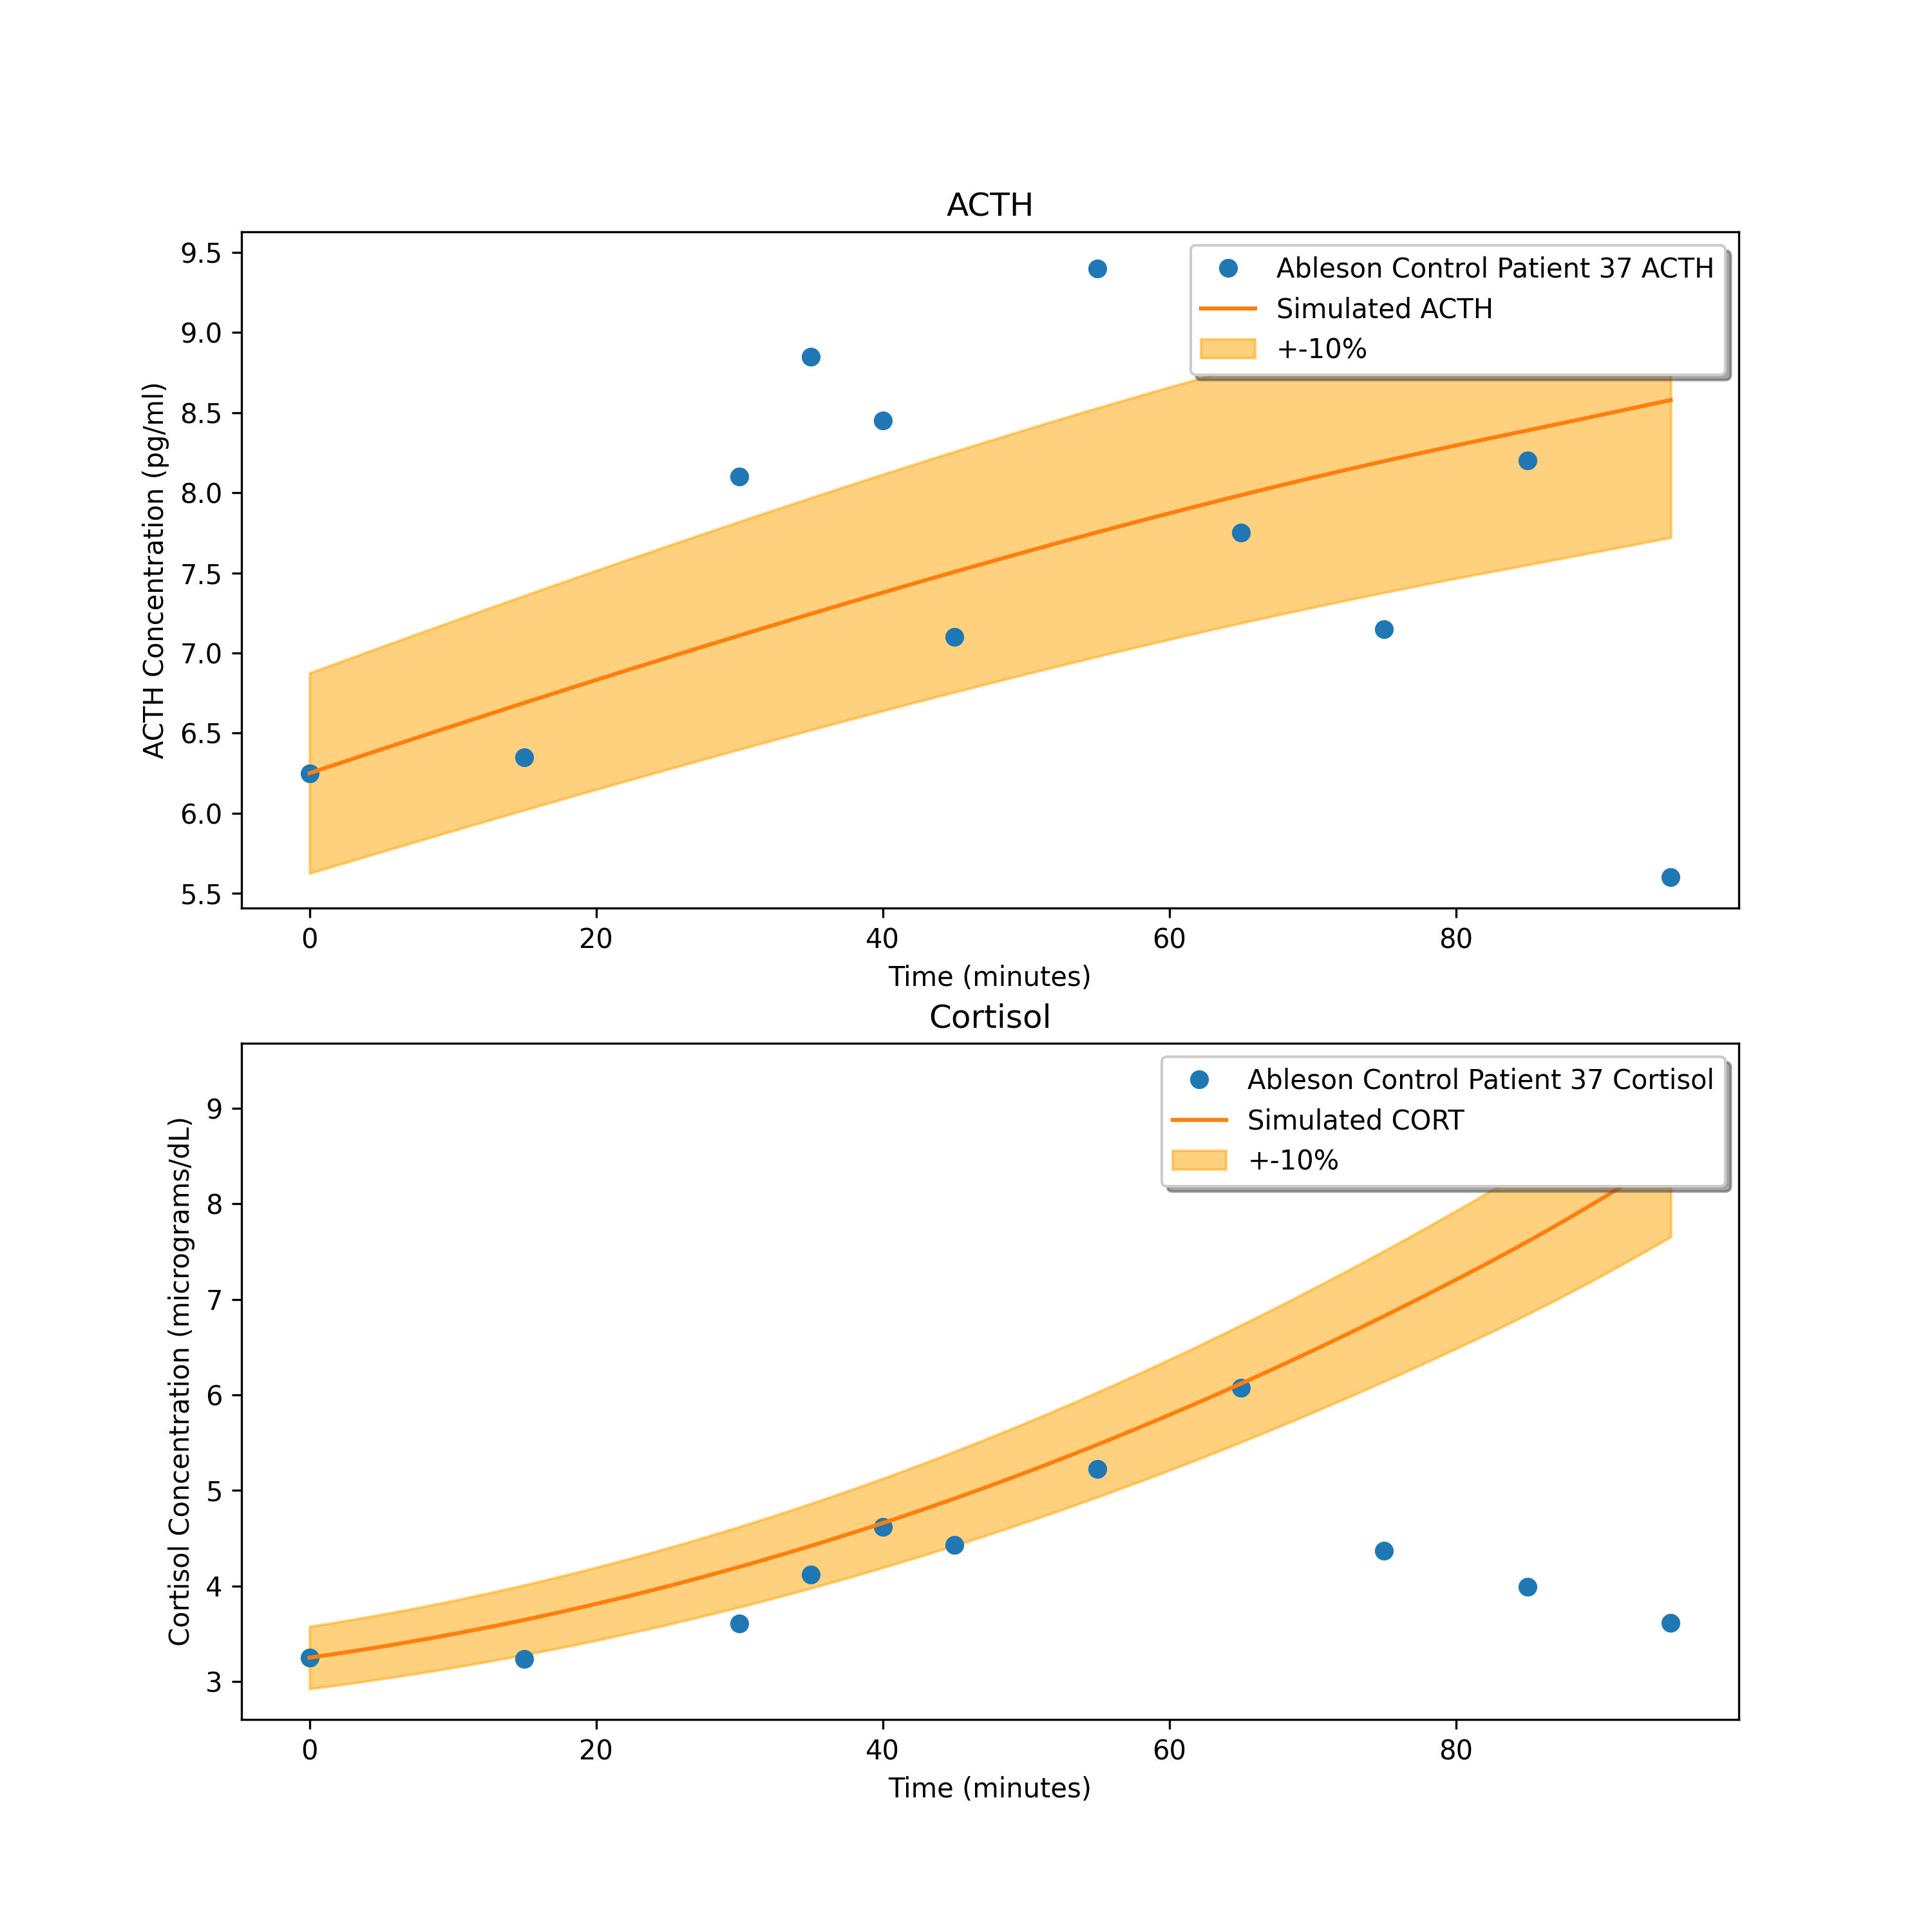 ACTH
9.5
9.0
8.5
8.0
7.5
7.0
6.5
6.0
5.5
ACTH Concentration (pg/ml)
Ableson Control Patient 37 ACTH
Simulated ACTH
+-10%
0 20 40 60 80
Time (minutes)
Cortisol
9
8
7
6
5
4
3
Cortisol Concentration (micrograms/dL)
Ableson Control Patient 37 Cortisol
Simulated CORT
+-10%
0 20 40 60 80
Time (minutes)